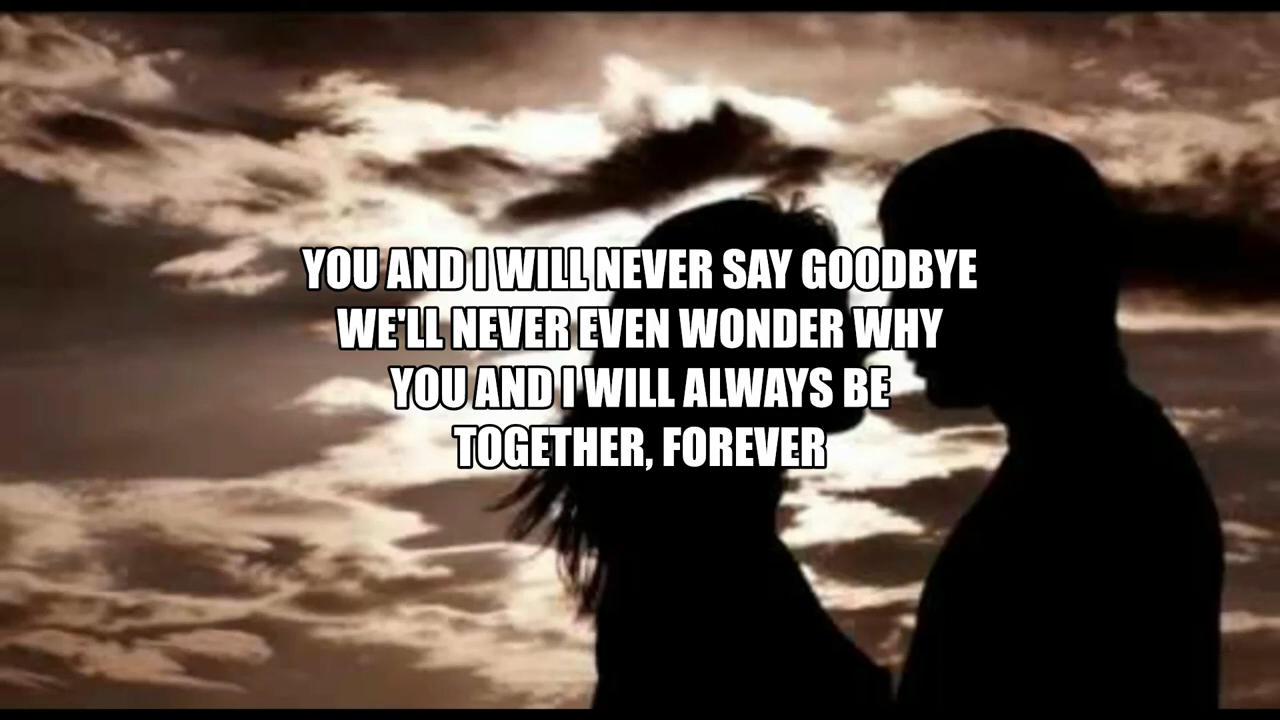 YOU AND I WILL NEVER SAY GOODBYE
WE'LL NEVER EVEN WONDER WHY
YOU AND I WILL ALWAYS BE
TOGETHER, FOREVER